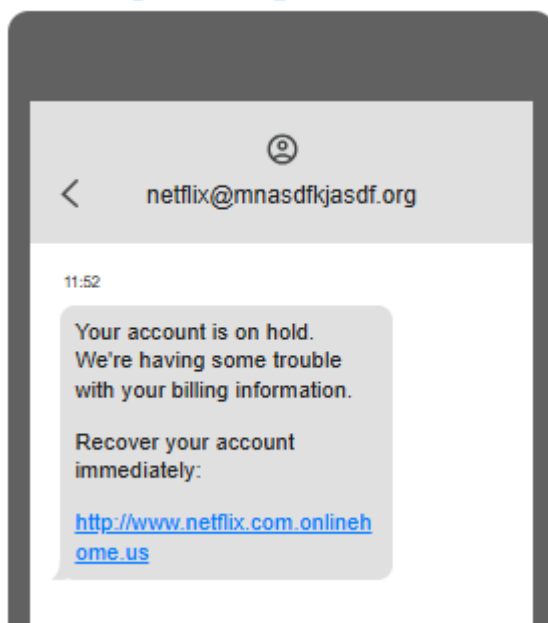 netflix@mnasdfkjasdf.org
11:52
Your account is on hold.
We're having some trouble
with your billing information.
Recover your account
immediately:
http://www.netflix.com.onlineh
ome.us